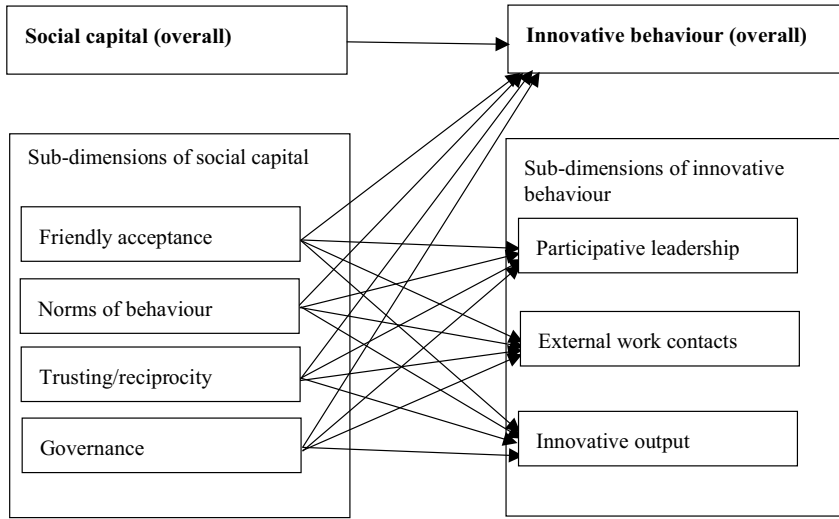 Social capital (overall)
Innovative behaviour (overall)
Sub-dimensions of social capital
Friendly acceptance
Norms of behaviour
Trusting/reciprocity
Governance
Sub-dimensions of innovative
behaviour
Participative leadership
External work contacts
Innovative output